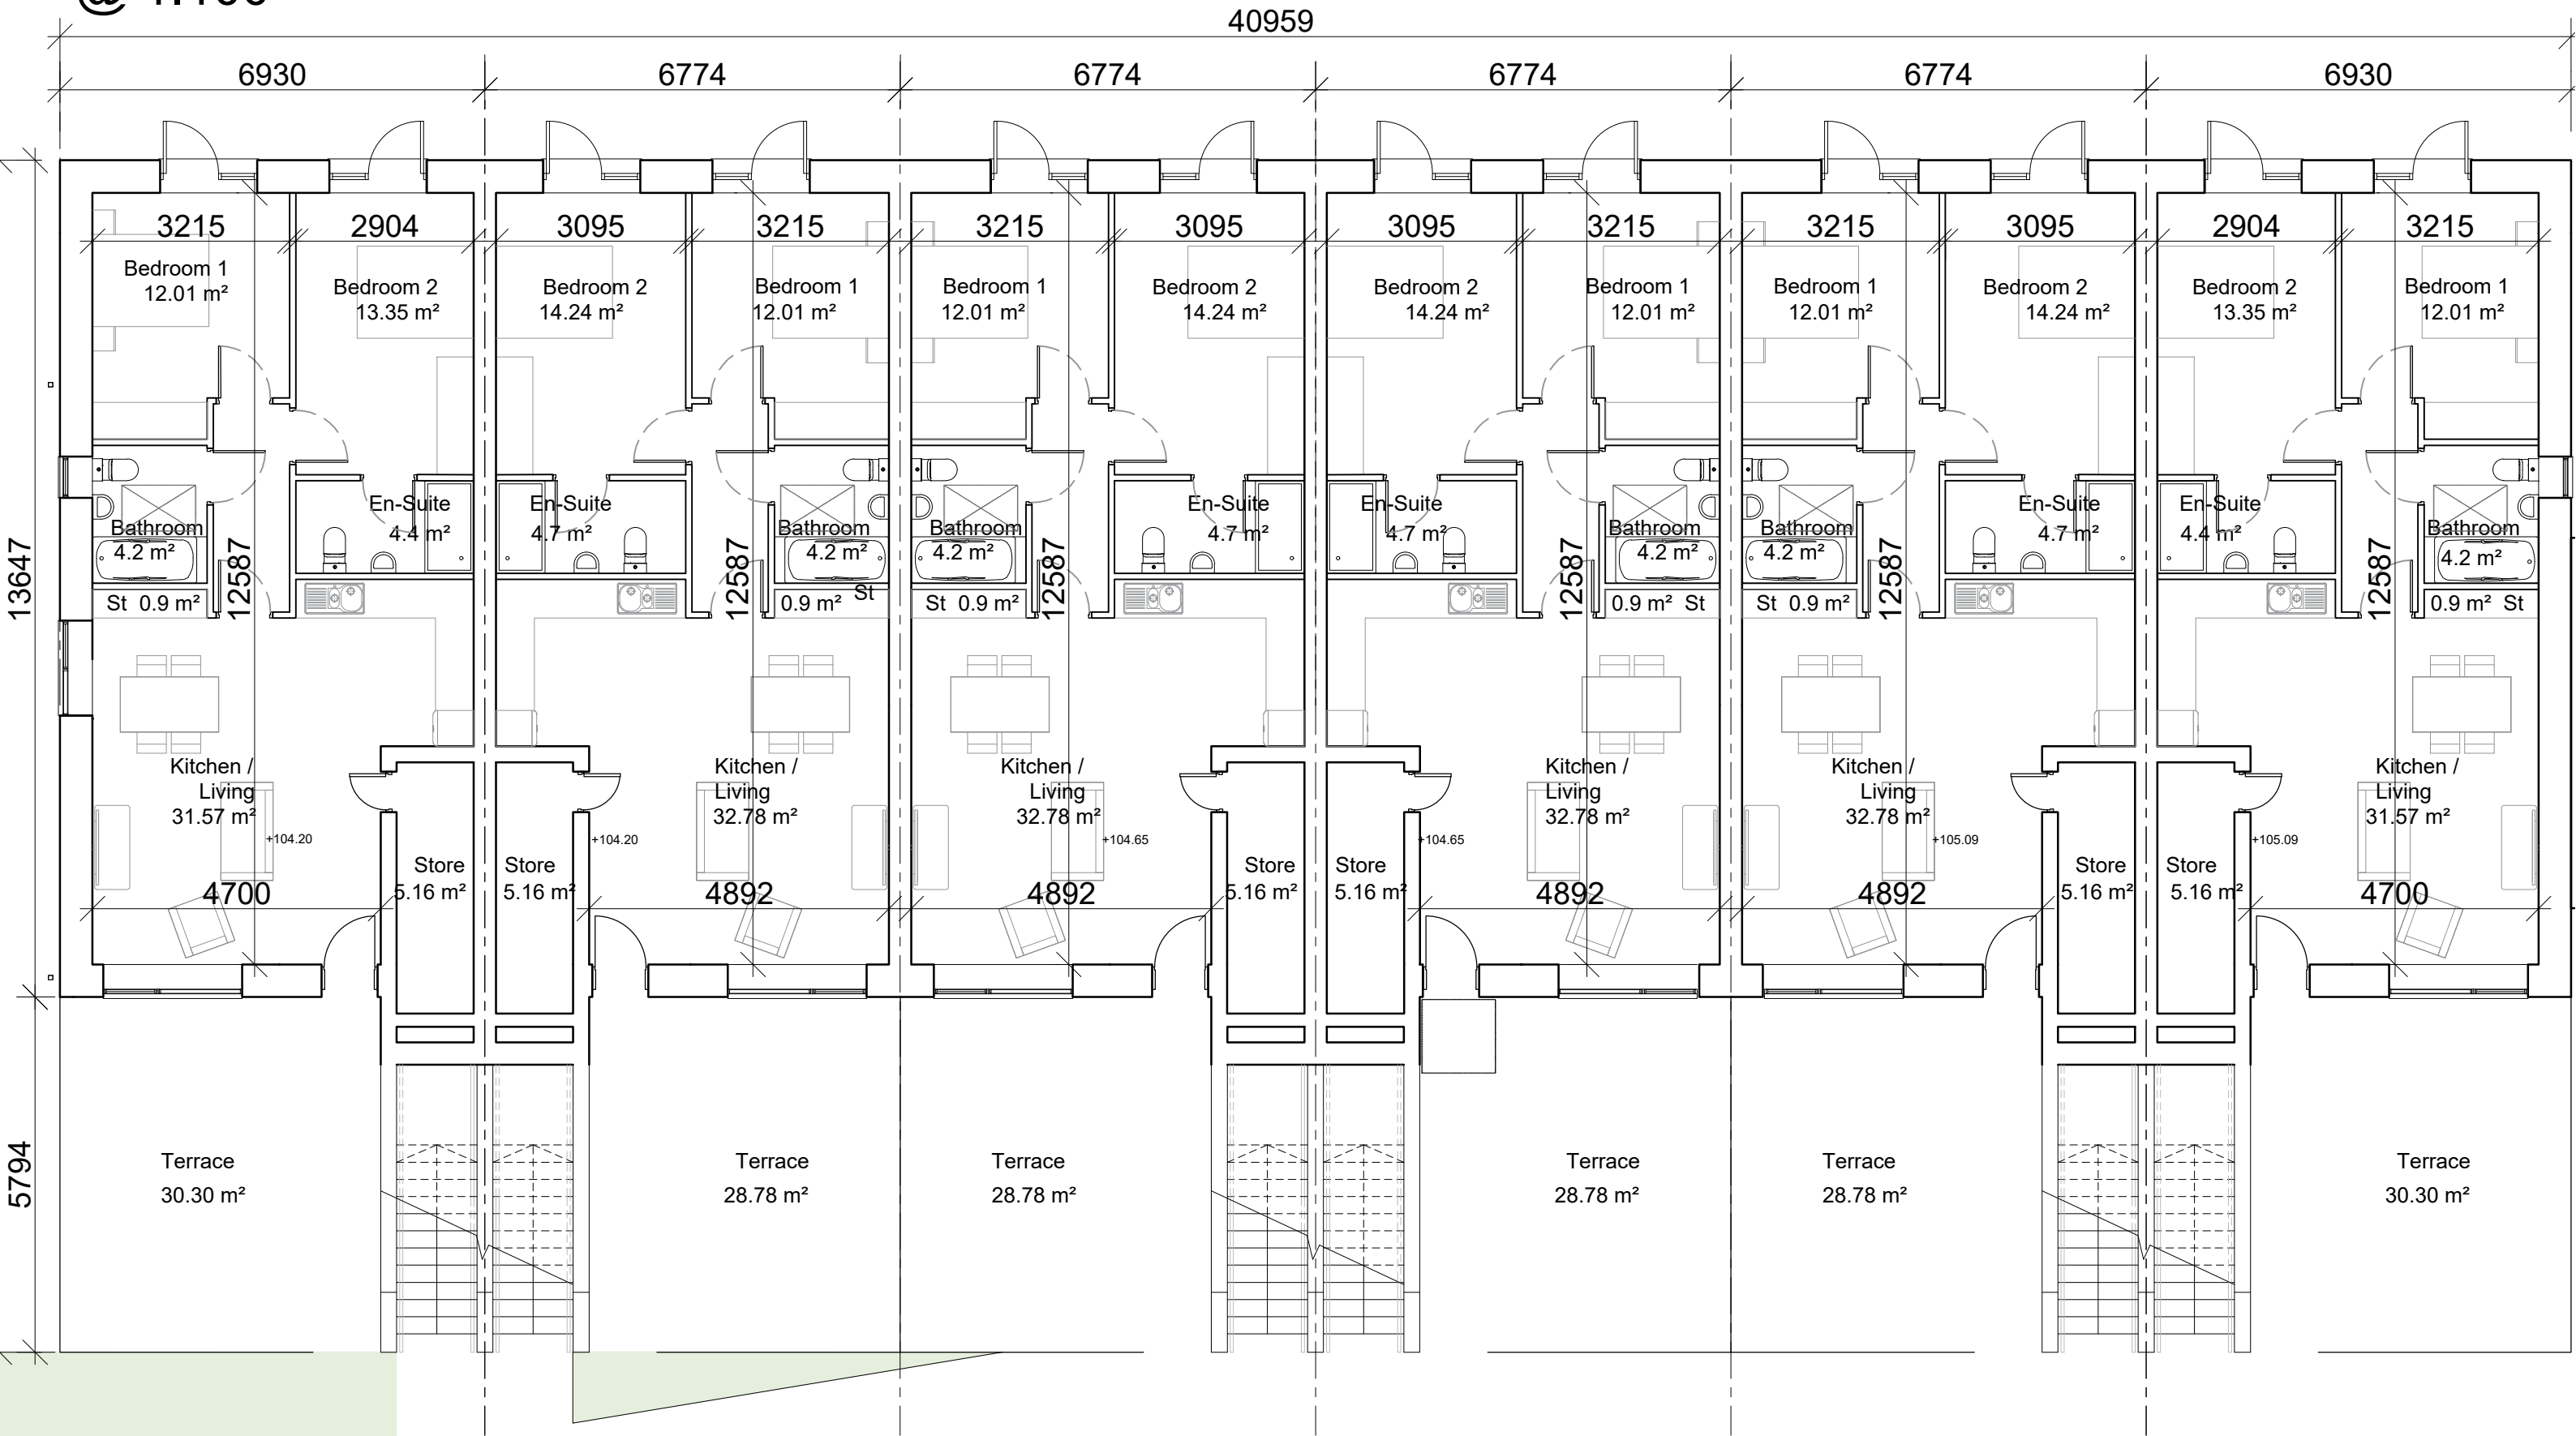 40959
6930 6774 6774 6774 6774 6930
3215 2904 3095 3215 3215 3095 3095 3215 3215 3095 2904 3215
Bedroom 1
12.01 m²
Bedroom 2
13.35 m²
Bedroom 2
14.24 m²
Bedroom 1
12.01 m²
Bedroom 1
12.01 m²
Bedroom 2
14.24 m²
Bedroom 2
14.24 m²
Bedroom 1
12.01 m²
Bedroom 1
12.01 m²
Bedroom 2
14.24 m²
Bedroom 2
13.35 m²
Bedroom 1
12.01 m²
Bathroom
4.2 m²
En-Suite
4.4 m²
En-Suite
4.7 m²
Bathroom
4.2 m²
Bathroom
4.2 m²
En-Suite
4.7 m²
En-Suite
4.7 m²
Bathroom
4.2 m²
Bathroom
4.2 m²
En-Suite
4.7 m²
En-Suite
4.4 m²
Bathroom
4.2 m²
13647
12587
12587
12587
12587
12587
12587
St 0.9 m²
0.9 m² St
St 0.9 m²
0.9 m² St
St 0.9 m²
0.9 m² St
Kitchen /
Living
31.57 m²
Kitchen /
Living
32.78 m²
Kitchen /
Living
32.78 m²
Kitchen /
Living
32.78 m²
Kitchen /
Living
32.78 m²
Kitchen /
Living
31.57 m²
+104.20
+104.20
+104.65
+104.65
+105.09
+105.09
Store
5.16 m²
Store
5.16 m²
Store
5.16 m²
Store
5.16 m²
Store
5.16 m²
Store
5.16 m²
4700 4892 4892 4892 4892 4700
5794
Terrace
30.30 m²
Terrace
28.78 m²
Terrace
28.78 m²
Terrace
28.78 m²
Terrace
28.78 m²
Terrace
30.30 m²